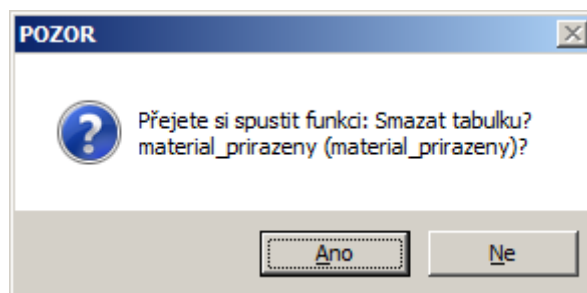 POZOR
Přejete si spustit funkci: Smazat tabulku?
material_prirazeny (material_prirazeny)?
Ano
Ne